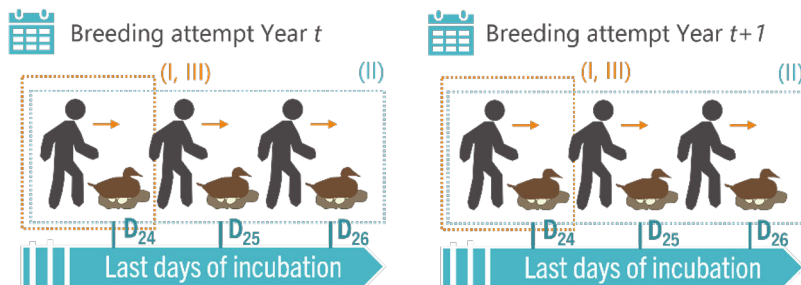 Breeding attempt Year t
(I, III)
(II)
D24
D25
D26
Last days of incubation
Breeding attempt Year t+1
(I, III)
(II)
D24
D25
D26
Last days of incubation